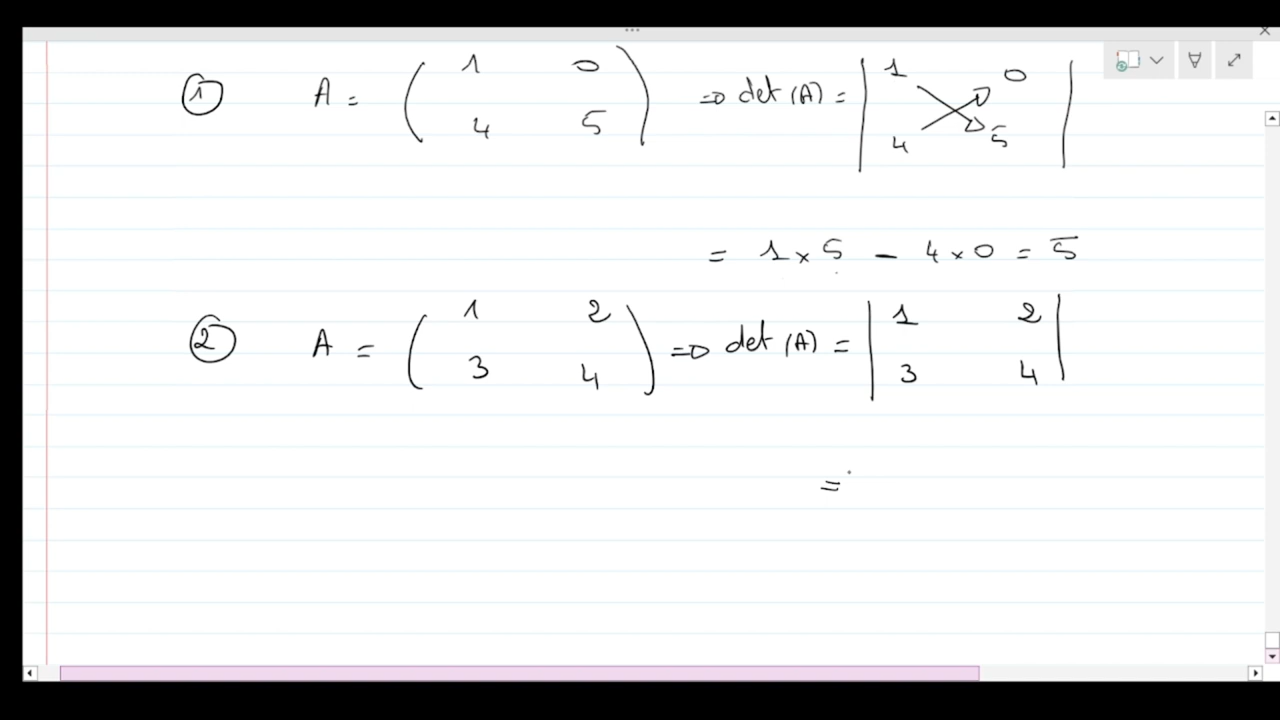 ① A = ( 1 0 ⇒ det (A) = | 1 0 |
4 5 ) 4 5
= 1 × 5 - 4 × 0 = 5
② A = ( 1 2 ⇒ det (A) = | 1 2 |
3 4 ) 3 4
=